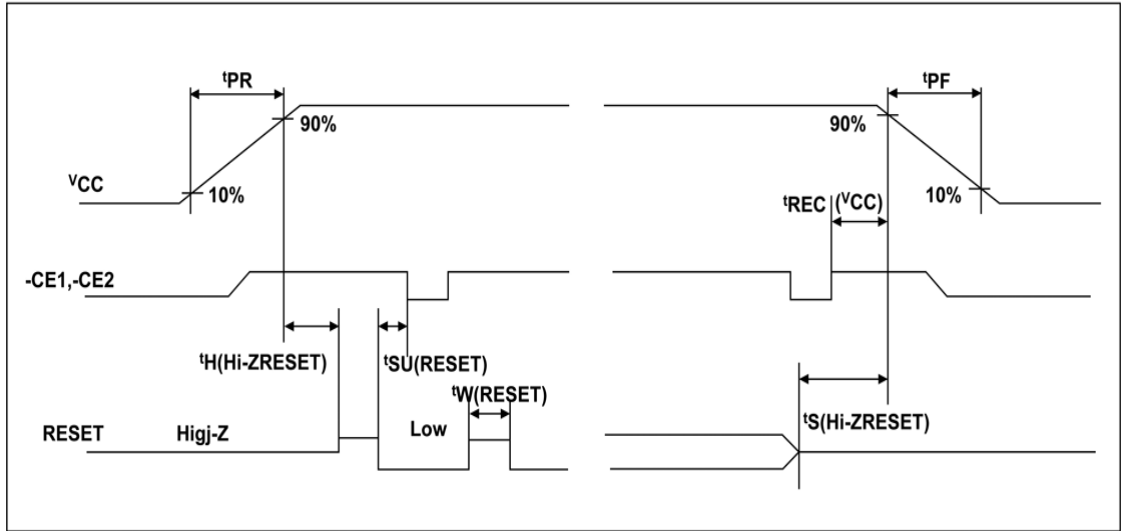 tPR
tPF
90%
90%
VCC
10%
10%
tREC (VCC)
-CE1,-CE2
tH(Hi-ZRESET)
tSU(RESET)
tW(RESET)
tS(Hi-ZRESET)
RESET
Higj-Z
Low